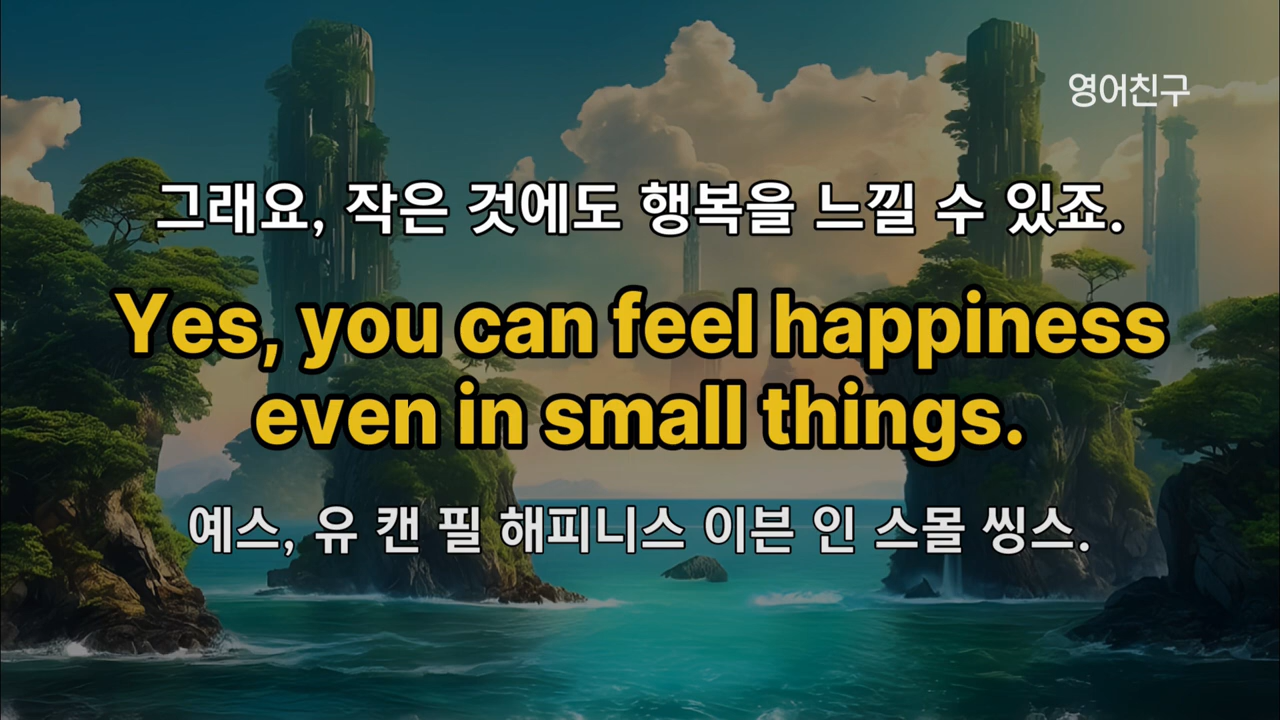 영어친구
그래요, 작은 것에도 행복을 느낄 수 있죠.
Yes, you can feel happiness
even in small things.
예스, 유 캔 필 해피니스 이븐 인 스몰 씽스.